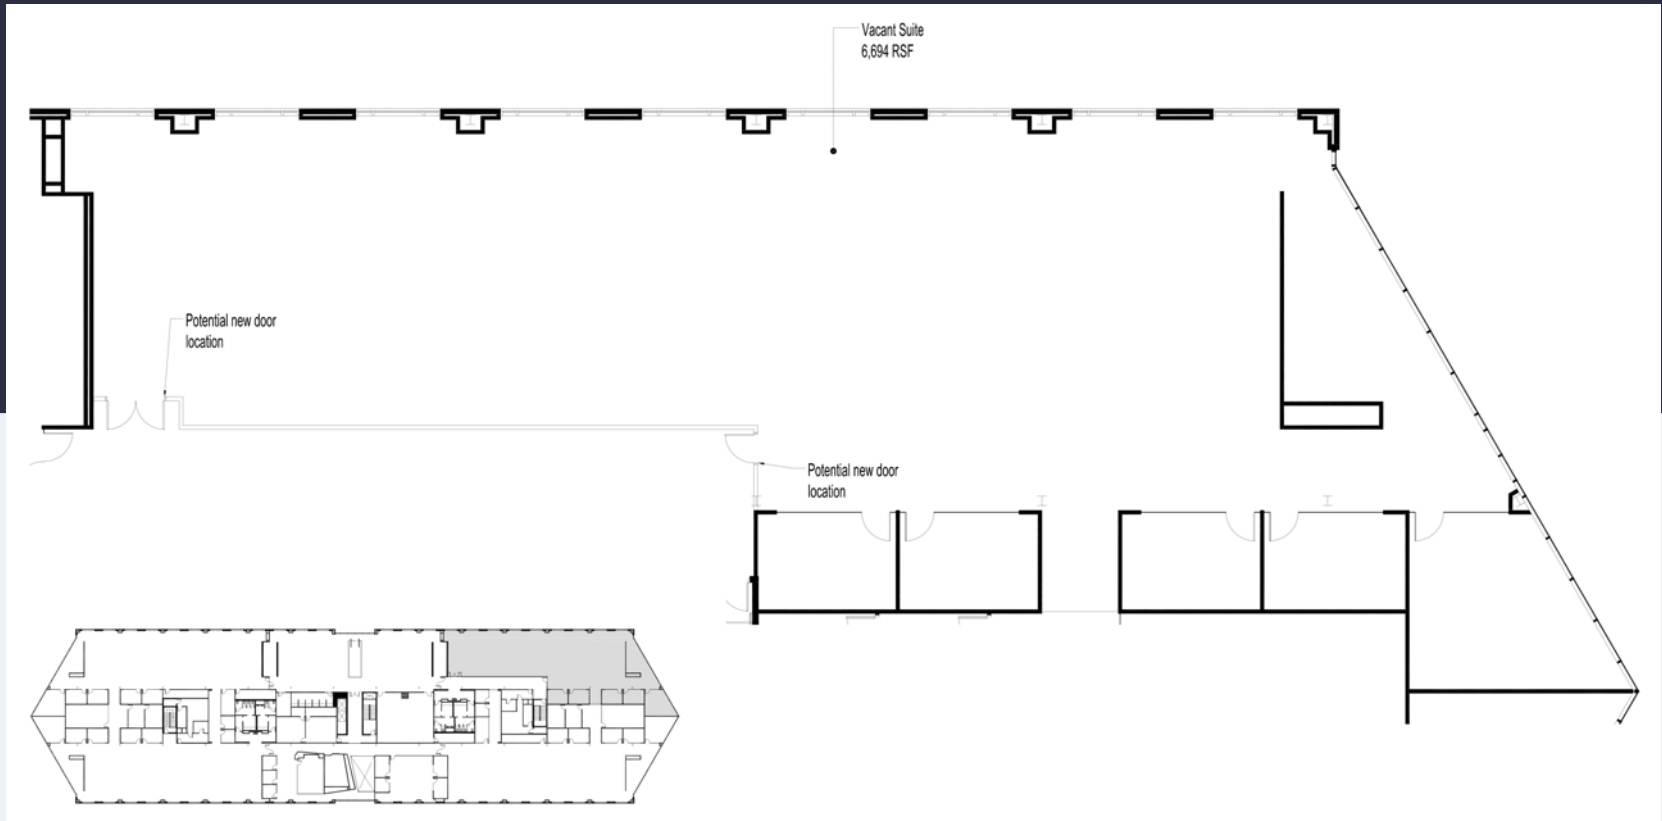 Vacant Suite
6,694 RSF
Potential new door
location
Potential new door
location